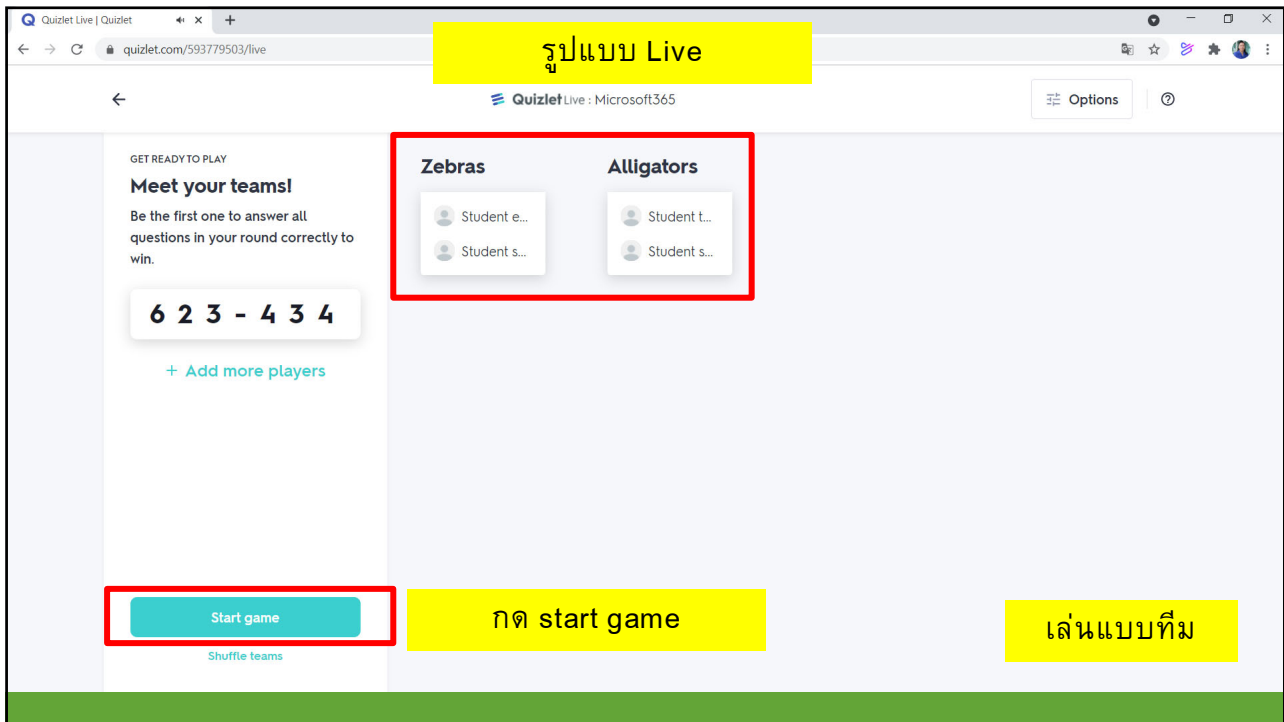 Quizlet Live | Quizlet
quizlet.com/593779503/live
รูปแบบ Live
Quizlet Live : Microsoft365
Options
GET READY TO PLAY
Meet your teams!
Be the first one to answer all
questions in your round correctly to
win.
623-434
+ Add more players
Zebras
Student e...
Student s...
Alligators
Student t...
Student s...
Start game
Shuffle teams
กด start game
เล่นแบบทีม